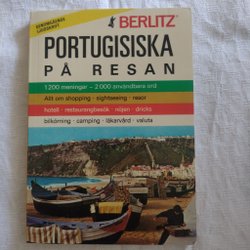 BERLITZ
PORTUGISISKA
PÅ RESAN
1200 meningar – 2000 användbara ord
Allt om shopping · sightseeing · resor
hotell · restaurangbesök · nöjen · dricks
bilkörning · camping · läkarvård · valuta